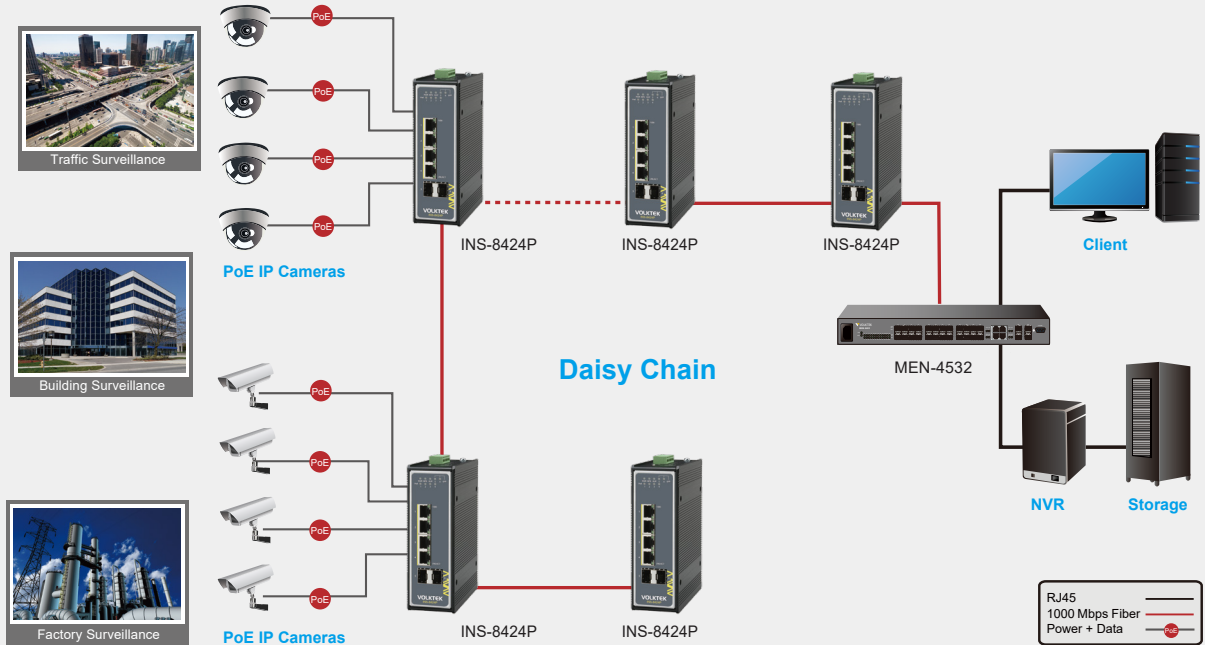 PoE
PoE
PoE
PoE
Traffic Surveillance
VOLKTEK
VOLKTEK
VOLKTEK
INS-8424P
INS-8424P
INS-8424P
Client
PoE IP Cameras
MEN-4532
Daisy Chain
Building Surveillance
PoE
PoE
PoE
PoE
NVR
Storage
VOLKTEK
VOLKTEK
INS-8424P
INS-8424P
Factory Surveillance
PoE IP Cameras
RJ45
1000 Mbps Fiber
Power + Data
PoE